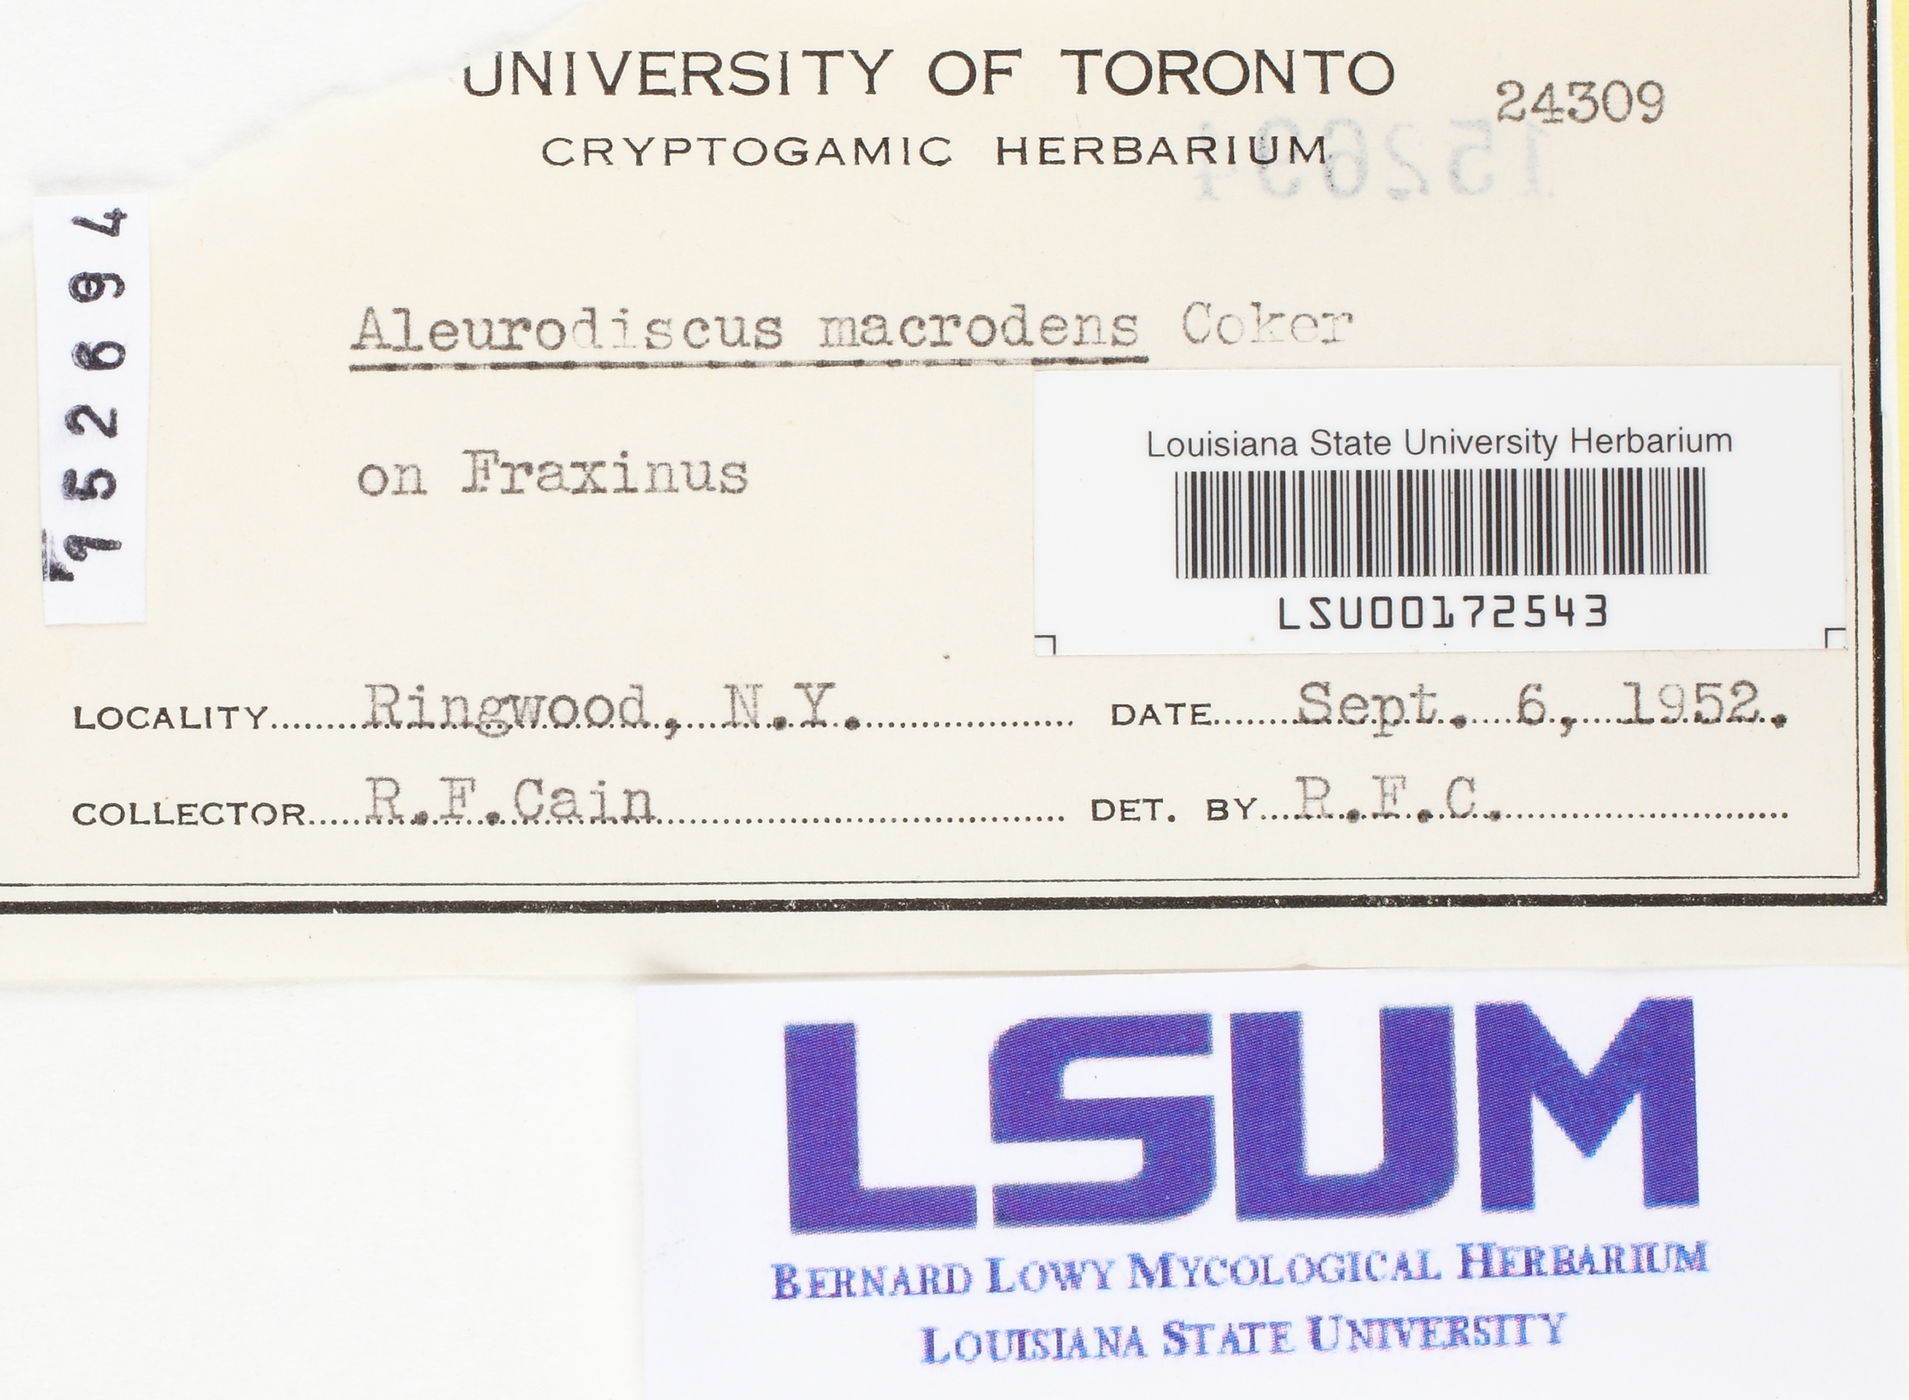 UNIVERSITY OF TORONTO
24309
CRYPTOGAMIC HERBARIUM
152694
152694
Aleurodiscus macrodens Coker
on Fraxinus
Louisiana State University Herbarium
LSU00172543
LOCALITY Ringwood, N.Y. DATE Sept. 6, 1952.
COLLECTOR R.F.Cain DET. BY R.F.C.
LSUM
BERNARD LOWY MYCOLOGICAL HERBARIUM
LOUISIANA STATE UNIVERSITY